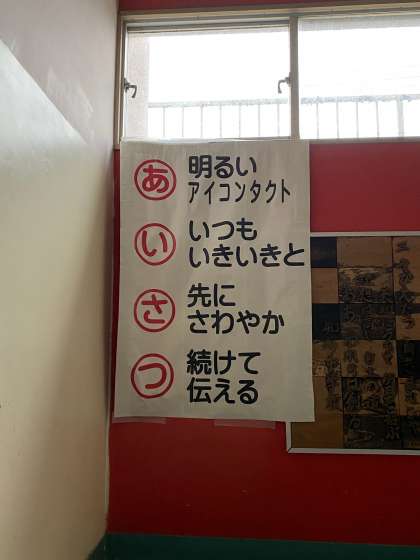 あ 明るい
アイコンタクト
い いつも
いきいきと
さ 先に
さわやか
つ 続けて
伝える